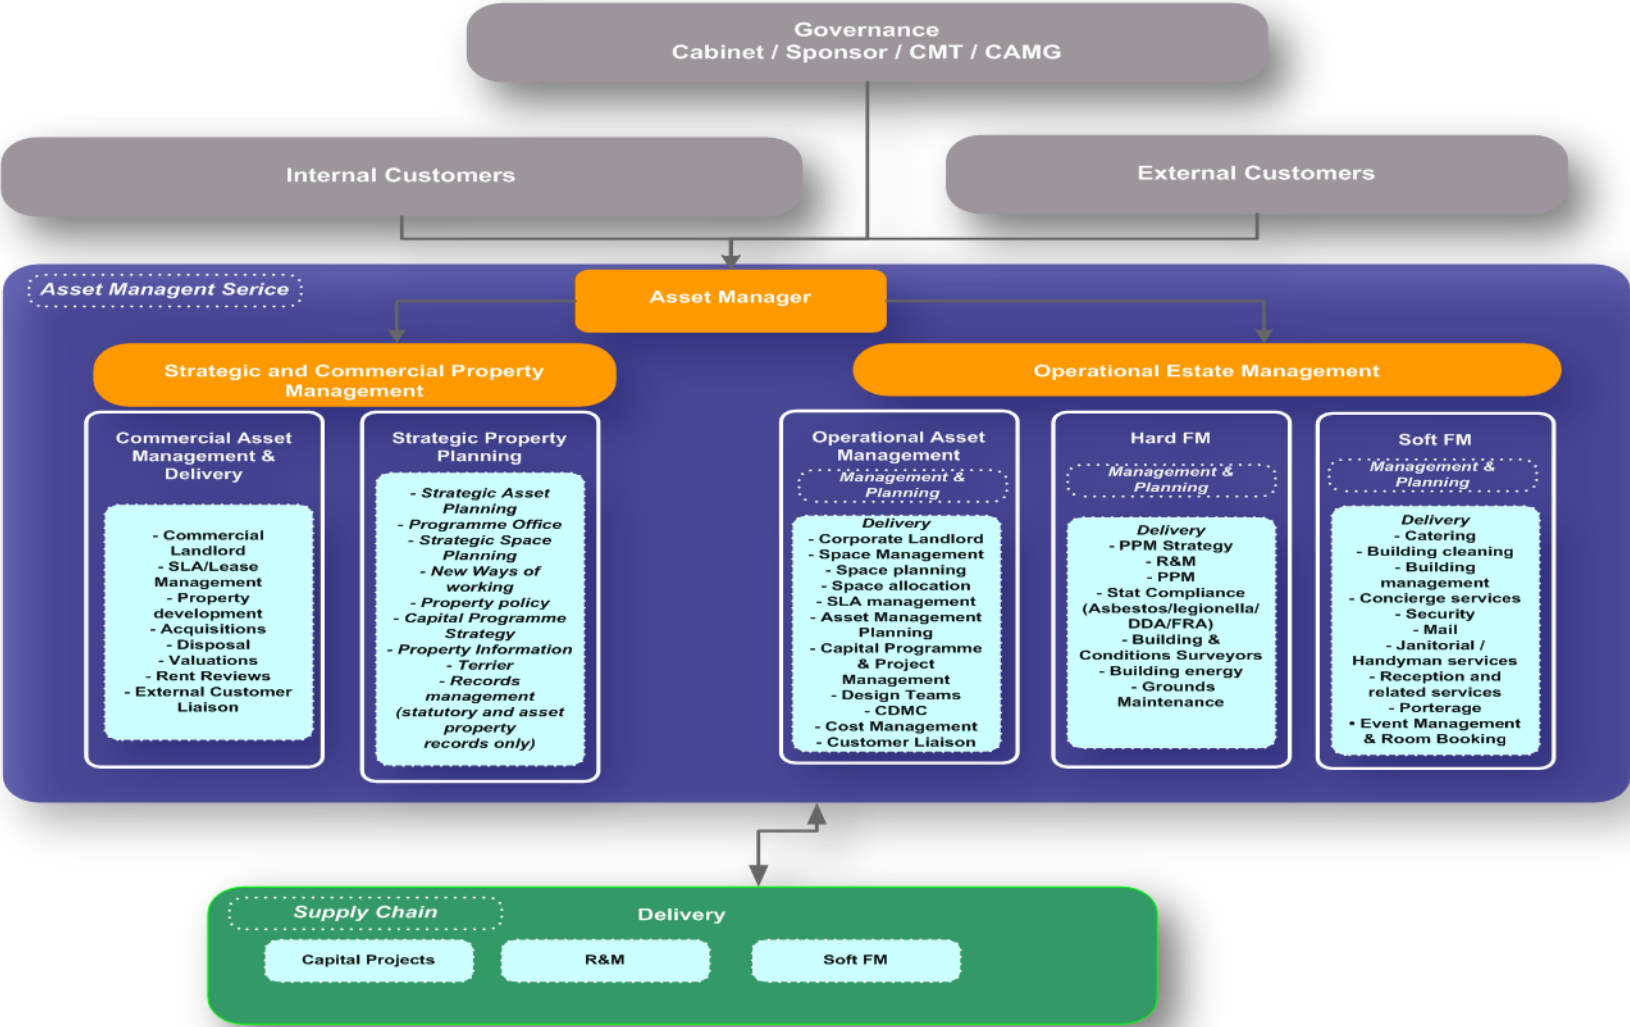 Governance
Cabinet / Sponsor / CMT / CAMG
Internal Customers
External Customers
Asset Managent Serice
Asset Manager
Strategic and Commercial Property
Management
Operational Estate Management
Commercial Asset
Management &
Delivery
- Commercial
Landlord
- SLA/Lease
Management
- Property
development
- Acquisitions
- Disposal
- Valuations
- Rent Reviews
- External Customer
Liaison
Strategic Property
Planning
- Strategic Asset
Planning
- Programme Office
- Strategic Space
Planning
- New Ways of
working
- Property policy
- Capital Programme
Strategy
- Property Information
- Terrier
- Records
management
(statutory and asset
property
records only)
Operational Asset
Management
Management &
Planning
Delivery
- Corporate Landlord
- Space Management
- Space planning
- Space allocation
- SLA management
- Asset Management
Planning
- Capital Programme
& Project
Management
- Design Teams
- CDMC
- Cost Management
- Customer Liaison
Hard FM
Management &
Planning
Delivery
- PPM Strategy
- R&M
- PPM
- Stat Compliance
(Asbestos/legionella/
DDA/FRA)
- Building &
Conditions Surveyors
- Building energy
- Grounds
Maintenance
Soft FM
Management &
Planning
Delivery
- Catering
- Building cleaning
- Building
management
- Concierge services
- Security
- Mail
- Janitorial /
Handyman services
- Reception and
related services
- Porterage
• Event Management
& Room Booking
Supply Chain
Delivery
Capital Projects
R&M
Soft FM